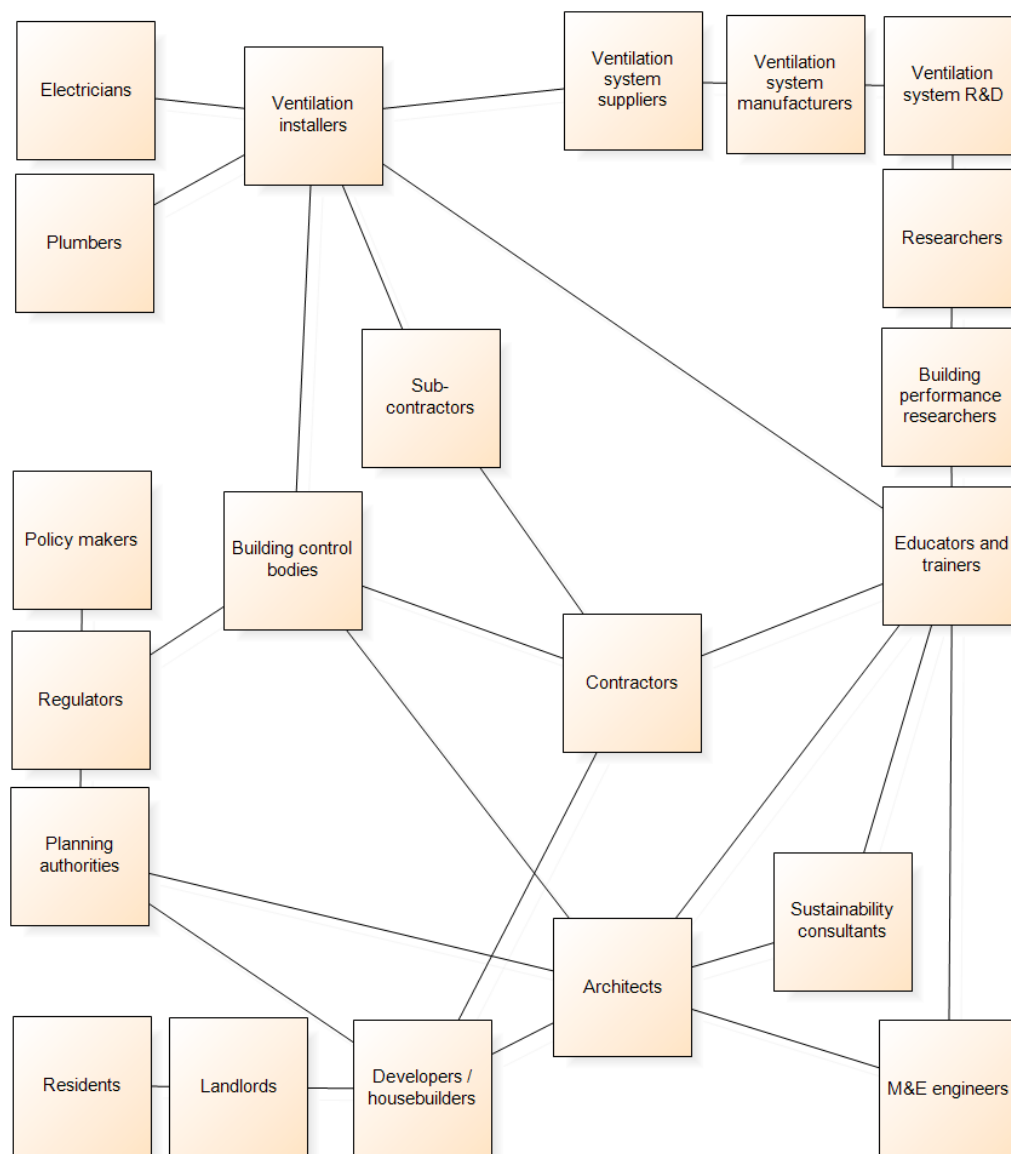 Electricians
Ventilation
installers
Ventilation
system
suppliers
Ventilation
system
manufacturers
Ventilation
system R&D
Plumbers
Researchers
Sub-
contractors
Building
performance
researchers
Policy makers
Building control
bodies
Educators and
trainers
Regulators
Contractors
Planning
authorities
Sustainability
consultants
Architects
Residents
Landlords
Developers /
housebuilders
M&E engineers